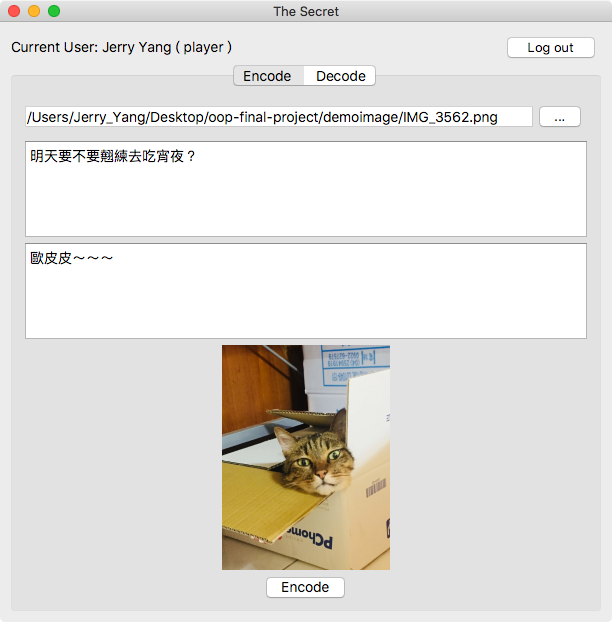 The Secret
Current User: Jerry Yang ( player )
Log out
Encode Decode
/Users/Jerry_Yang/Desktop/oop-final-project/demoimage/IMG_3562.png
...
明天要不要翹練去吃宵夜？
歐皮皮～～～
PChome
Encode